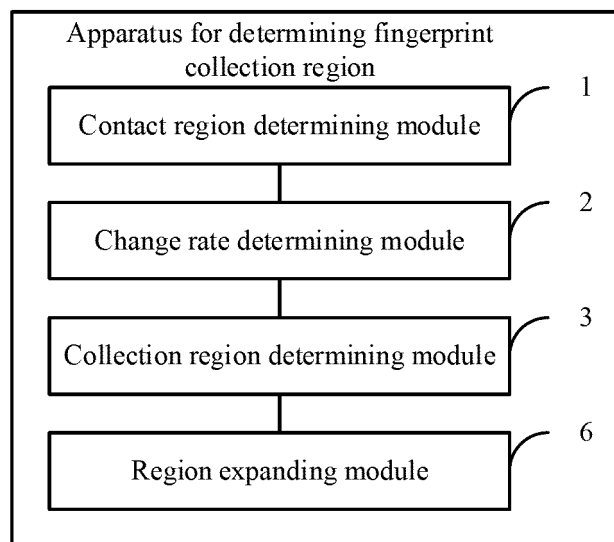 Apparatus for determining fingerprint
collection region
1
Contact region determining module
2
Change rate determining module
3
Collection region determining module
6
Region expanding module